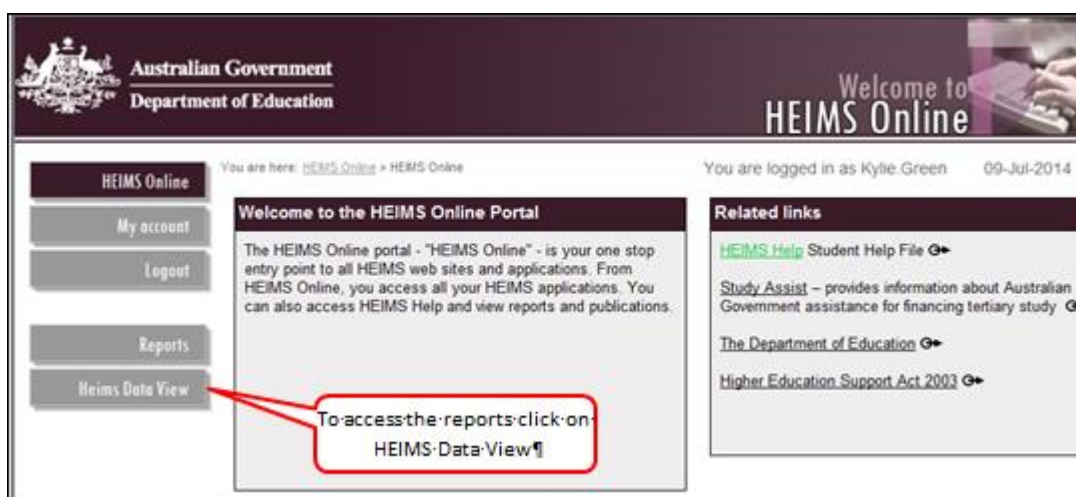 Australian Government
Department of Education
Welcome to
HEIMS Online
You are here: HEIMS Online > HEIMS Online
You are logged in as Kylie Green 09-Jul-2014
HEIMS Online
My account
Logout
Reports
Heims Data View
Welcome to the HEIMS Online Portal
The HEIMS Online portal - "HEIMS Online" - is your one stop
entry point to all HEIMS web sites and applications. From
HEIMS Online, you access all your HEIMS applications. You
can also access HEIMS Help and view reports and publications.
To·access·the·reports·click·on·
HEIMS·Data·View¶
Related links
HEIMS Help Student Help File
Study Assist – provides information about Australian
Government assistance for financing tertiary study
The Department of Education
Higher Education Support Act 2003